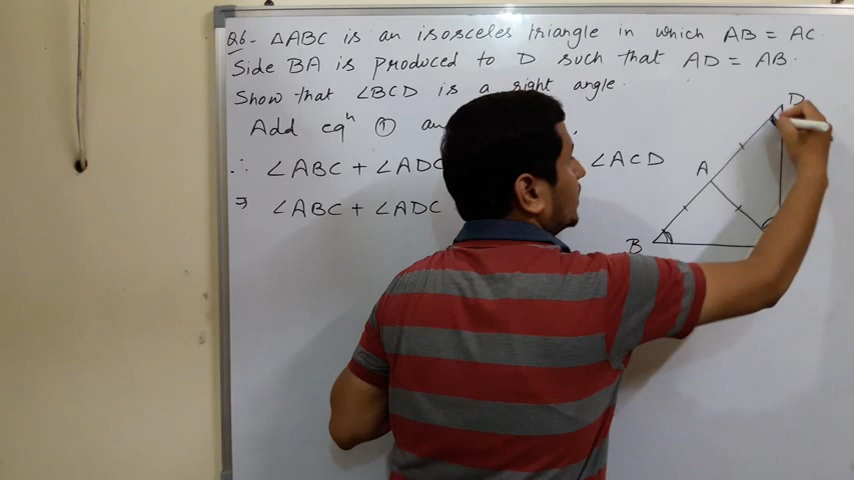 Q6. ΔABC is an isosceles triangle in which AB = AC.
Side BA is produced to D such that AD = AB.
Show that ∠BCD is a right angle.
Add eqⁿ ① an ,
∴ ∠ABC + ∠ADC ∠ACD
⇒ ∠ABC + ∠ADC
D
A
B